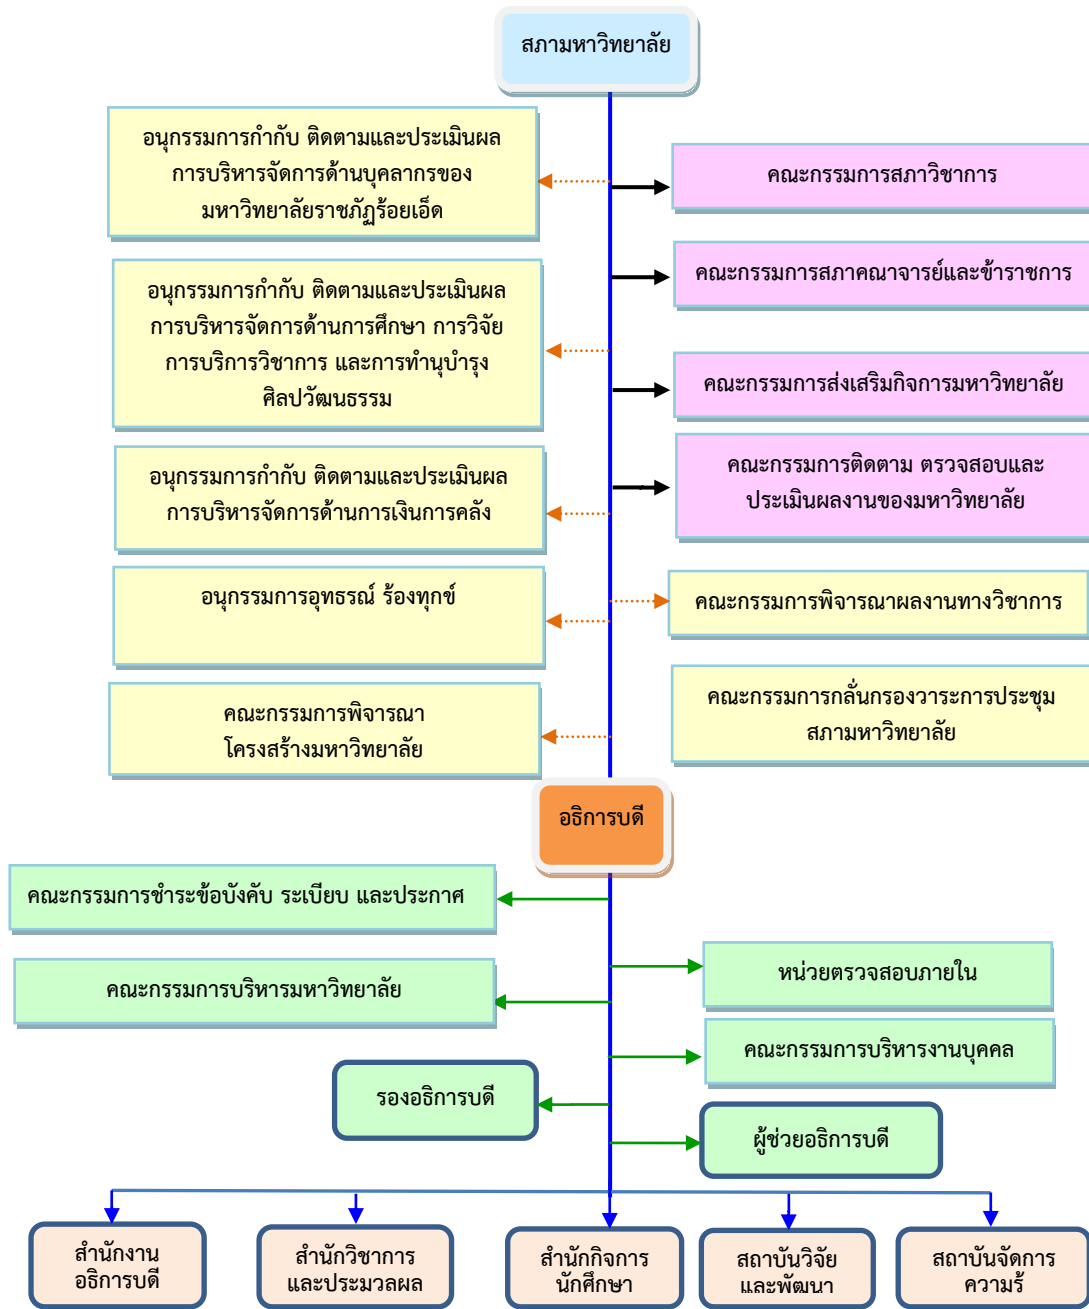 สภามหาวิทยาลัย
อนุกรรมการกำกับ ติดตามและประเมินผล
การบริหารจัดการด้านบุคลากรของ
มหาวิทยาลัยราชภัฏร้อยเอ็ด
คณะกรรมการสภาวิชาการ
อนุกรรมการกำกับ ติดตามและประเมินผล
การบริหารจัดการด้านการศึกษา การวิจัย
การบริการวิชาการ และการทำนุบำรุง
ศิลปวัฒนธรรม
คณะกรรมการสภาคณาจารย์และข้าราชการ
คณะกรรมการส่งเสริมกิจการมหาวิทยาลัย
อนุกรรมการกำกับ ติดตามและประเมินผล
การบริหารจัดการด้านการเงินการคลัง
คณะกรรมการติดตาม ตรวจสอบและ
ประเมินผลงานของมหาวิทยาลัย
อนุกรรมการอุทธรณ์ ร้องทุกข์
คณะกรรมการพิจารณาผลงานทางวิชาการ
คณะกรรมการพิจารณา
โครงสร้างมหาวิทยาลัย
คณะกรรมการกลั่นกรองวาระการประชุม
สภามหาวิทยาลัย
อธิการบดี
คณะกรรมการชำระข้อบังคับ ระเบียบ และประกาศ
หน่วยตรวจสอบภายใน
คณะกรรมการบริหารมหาวิทยาลัย
คณะกรรมการบริหารงานบุคคล
รองอธิการบดี
ผู้ช่วยอธิการบดี
สำนักงาน
อธิการบดี
สำนักวิชาการ
และประมวลผล
สำนักกิจการ
นักศึกษา
สถาบันวิจัย
และพัฒนา
สถาบันจัดการ
ความรู้